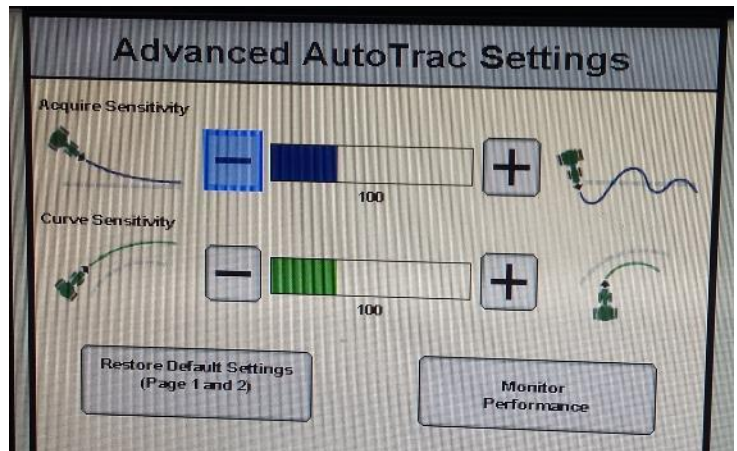 Advanced AutoTrac Settings
Acquire Sensitivity
100
Curve Sensitivity
100
Restore Default Settings
(Page 1 and 2)
Monitor
Performance